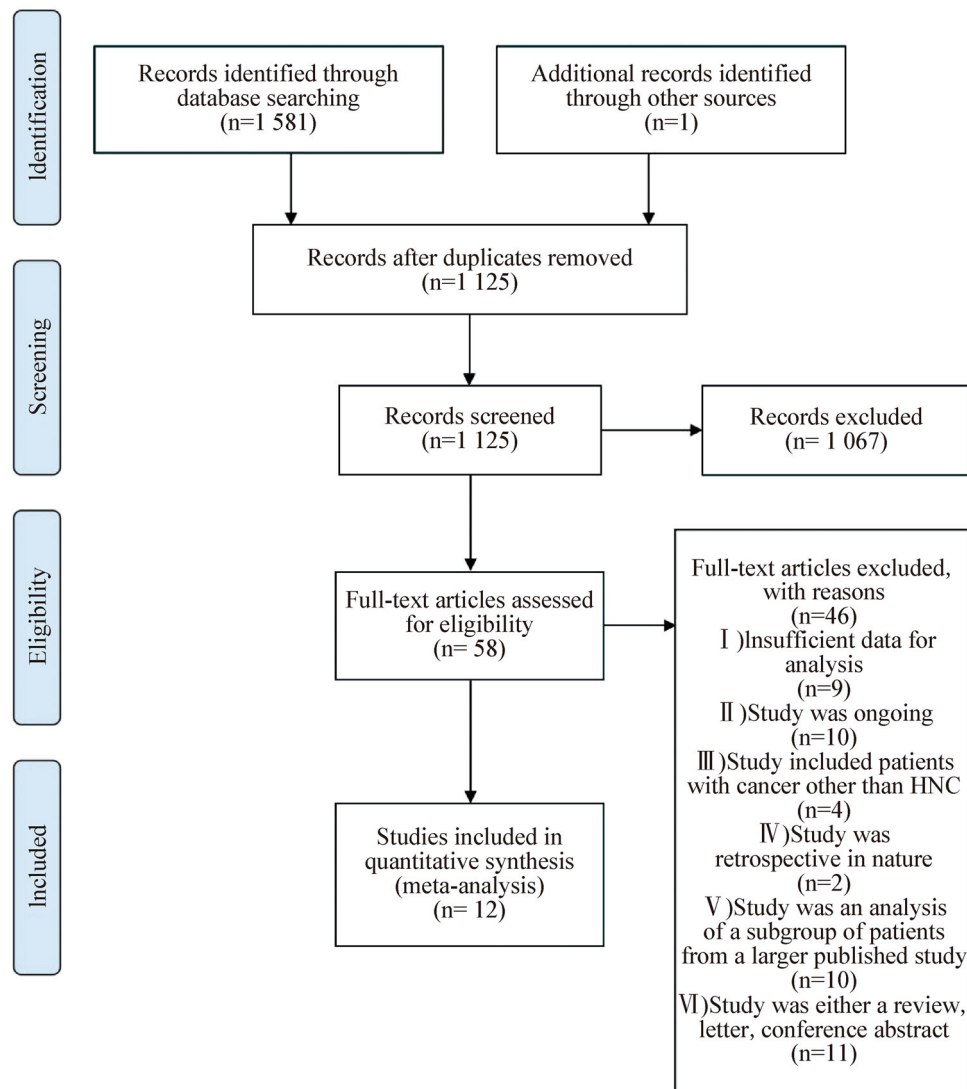 Identification
Records identified through
database searching
(n=1 581)
Additional records identified
through other sources
(n=1)
Records after duplicates removed
(n=1 125)
Screening
Records screened
(n=1 125)
Records excluded
(n= 1 067)
Eligibility
Full-text articles assessed
for eligibility
(n= 58)
Full-text articles excluded,
with reasons
(n=46)
Ⅰ)Insufficient data for
analysis
(n=9)
Ⅱ)Study was ongoing
(n=10)
Ⅲ)Study included patients
with cancer other than HNC
(n=4)
Ⅳ)Study was
retrospective in nature
(n=2)
Ⅴ)Study was an analysis
of a subgroup of patients
from a larger published study
(n=10)
Ⅵ)Study was either a review,
letter, conference abstract
(n=11)
Included
Studies included in
quantitative synthesis
(meta-analysis)
(n= 12)